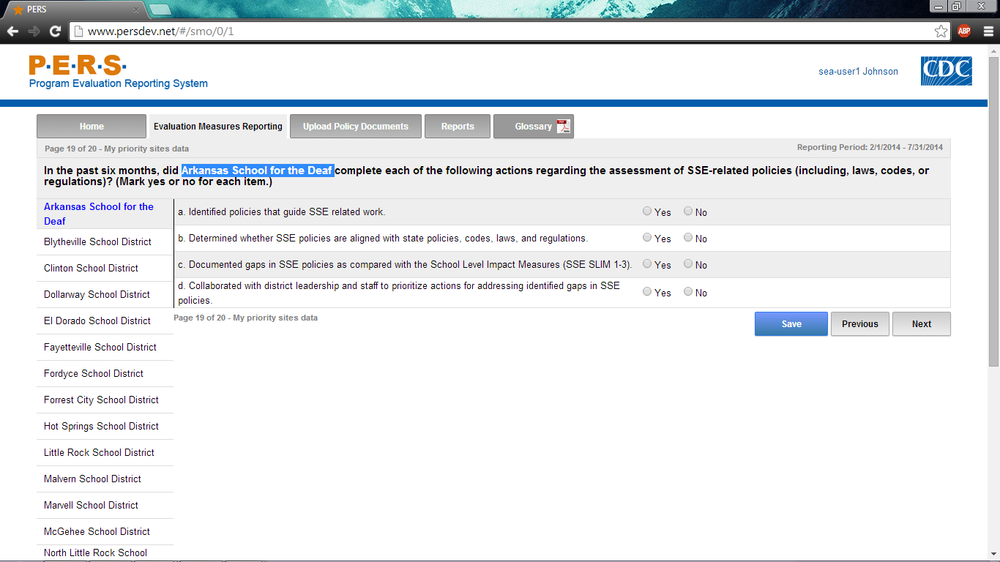 PERS
www.persdev.net/#/smo/0/1
ABP
P·E·R·S·
Program Evaluation Reporting System
sea-user1 Johnson
CDC
Home
Evaluation Measures Reporting
Upload Policy Documents
Reports
Glossary
Page 19 of 20 - My priority sites data
Reporting Period: 2/1/2014 - 7/31/2014
In the past six months, did Arkansas School for the Deaf complete each of the following actions regarding the assessment of SSE-related policies (including, laws, codes, or
regulations)? (Mark yes or no for each item.)
Arkansas School for the
Deaf
Blytheville School District
Clinton School District
Dollarway School District
El Dorado School District
Fayetteville School District
Fordyce School District
Forrest City School District
Hot Springs School District
Little Rock School District
Malvern School District
Marvell School District
McGehee School District
North Little Rock School
a. Identified policies that guide SSE related work.
Yes No
b. Determined whether SSE policies are aligned with state policies, codes, laws, and regulations.
Yes No
c. Documented gaps in SSE policies as compared with the School Level Impact Measures (SSE SLIM 1-3).
Yes No
d. Collaborated with district leadership and staff to prioritize actions for addressing identified gaps in SSE
policies.
Yes No
Page 19 of 20 - My priority sites data
Save
Previous
Next